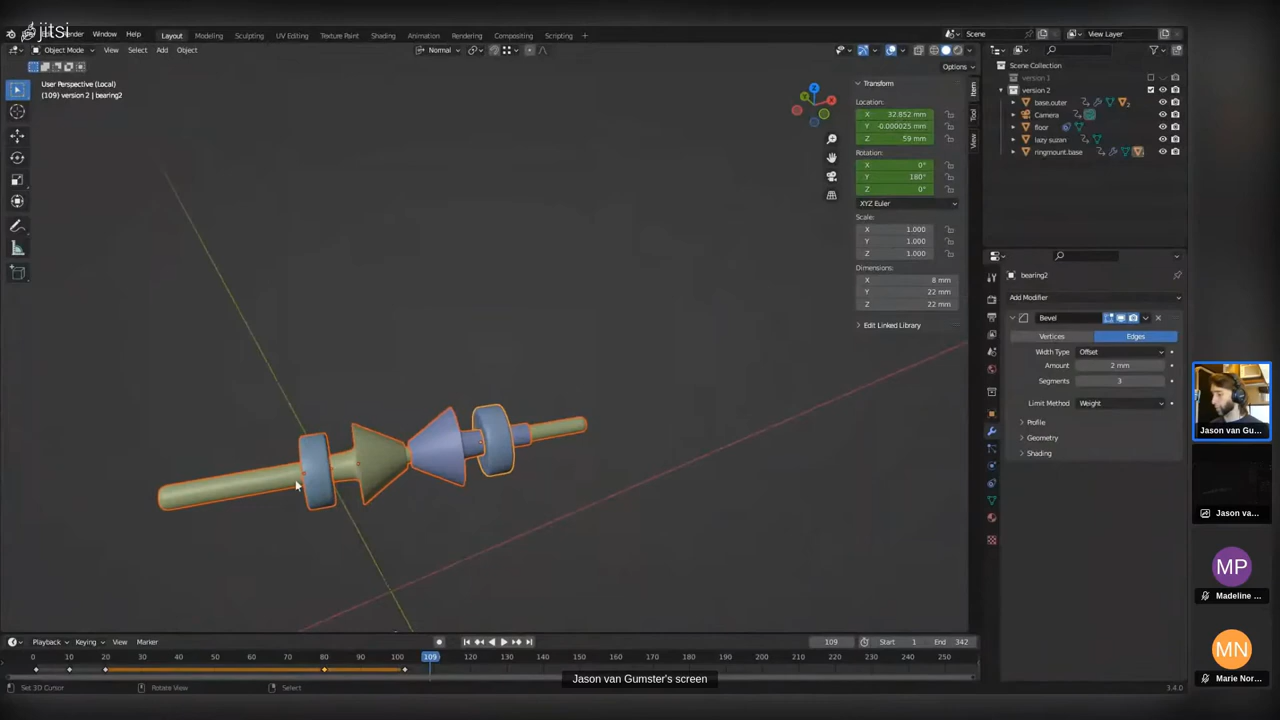 jitsi
Window
Help
Layout
Modeling
Sculpting
UV Editing
Texture Paint
Shading
Animation
Rendering
Compositing
Scripting
Scene
View Layer
Object Mode
View
Select
Add
Object
Normal
Options
User Perspective (Local)
(109) version 2 | bearing2
Transform
Location:
X 32.852 mm
Y -0.000025 mm
Z 59 mm
Rotation:
X 0°
Y 180°
Z 0°
XYZ Euler
Scale:
X 1.000
Y 1.000
Z 1.000
Dimensions:
X 8 mm
Y 22 mm
Z 22 mm
Edit Linked Library
Item
Tool
View
Scene Collection
version 1
version 2
base.outer
Camera
floor
lazy suzan
ringmount.base
bearing2
Add Modifier
Bevel
Vertices
Edges
Width Type
Offset
Amount
2 mm
Segments
3
Limit Method
Weight
Profile
Geometry
Shading
Jason van Gu...
Jason va...
MP
Madeline ...
MN
Marie Nor...
Playback
Keying
View
Marker
109
Start 1
End 342
0 10 20 30 40 50 60 70 80 90 100 109 120 130 140 150 160 170 180 190 200 210 220 230 240 250
Set 3D Cursor
Rotate View
Select
Jason van Gumster's screen
3.4.0